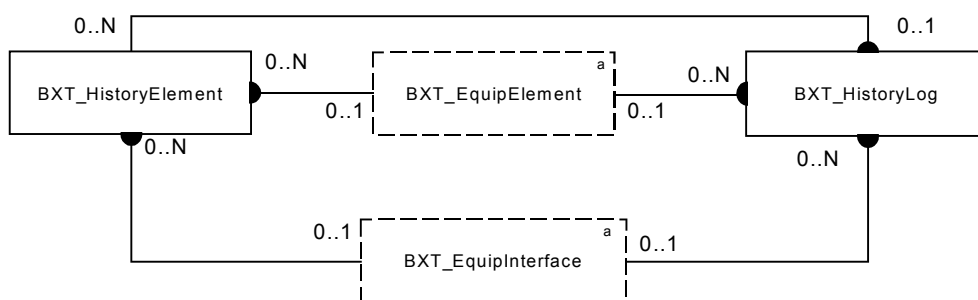 0..N
0..1
0..N
a
0..N
BXT_HistoryElement
BXT_EquipElement
BXT_HistoryLog
0..1
0..1
0..N
0..N
a
0..1
0..1
BXT_EquipInterface